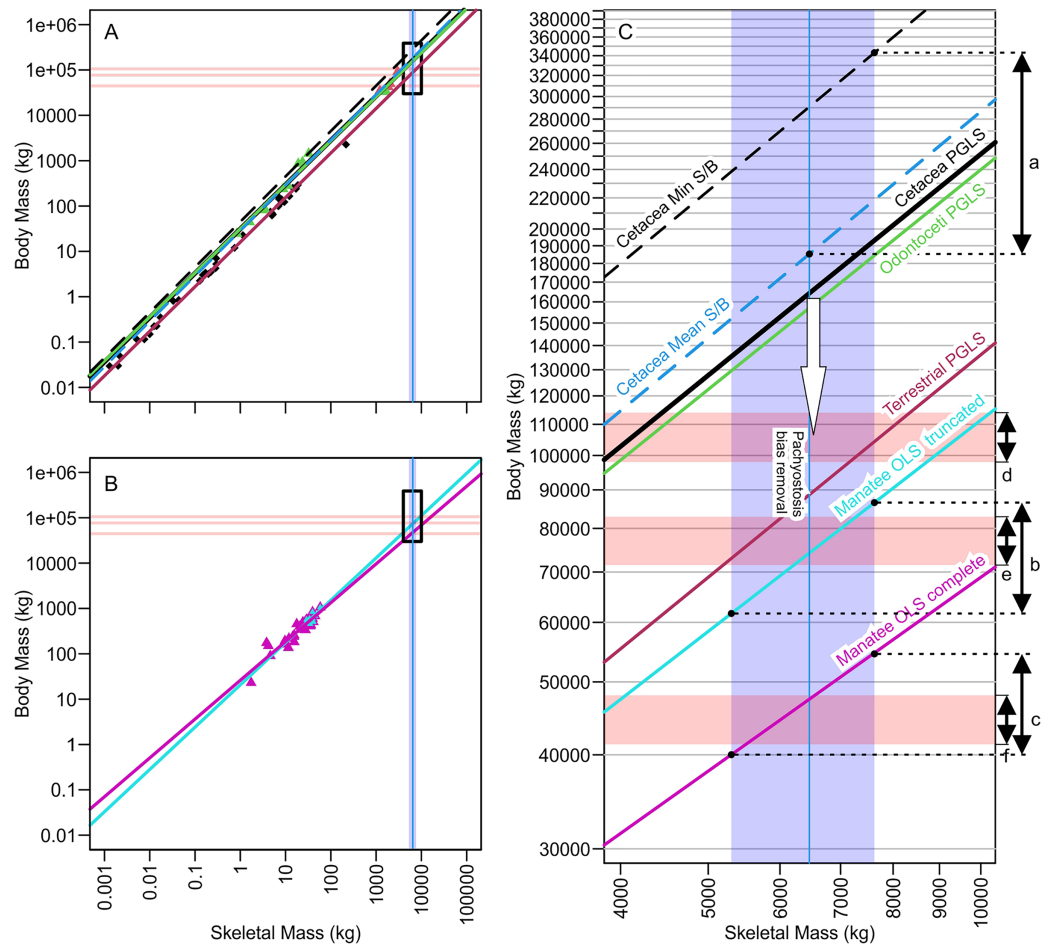 A
1e+06
1e+05
10000
1000
100
10
1
0.1
0.01
Body Mass (kg)
B
1e+06
1e+05
10000
1000
100
10
1
0.1
0.01
Body Mass (kg)
0.001
0.01
0.1
1
10
100
1000
10000
100000
Skeletal Mass (kg)
C
380000
360000
340000
320000
300000
280000
260000
240000
220000
200000
190000
180000
170000
160000
150000
140000
130000
120000
110000
100000
90000
80000
70000
60000
50000
40000
30000
Body Mass (kg)
Cetacea Min S/B
Cetacea Mean S/B
Cetacea PGLS
Odontoceti PGLS
Terrestrial PGLS
Manatee OLS truncated
Manatee OLS complete
Pachyostosis
bias removal
a
d
b
e
c
f
4000
5000
6000
7000
8000
9000
10000
Skeletal Mass (kg)